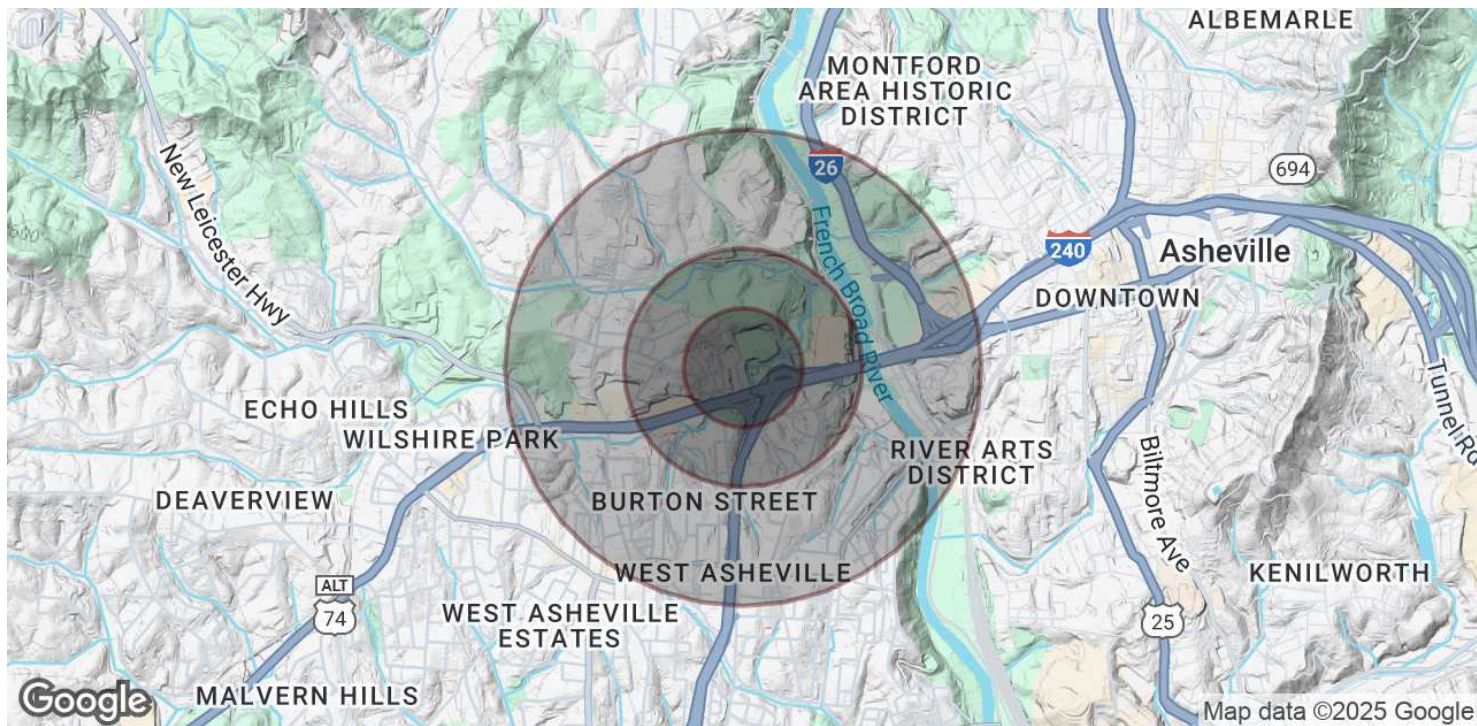 ALBEMARLE
MONTFORD
AREA HISTORIC
DISTRICT
26
694
New Leicester Hwy
French Broad River
240
Asheville
DOWNTOWN
Tunnel Rd
ECHO HILLS
WILSHIRE PARK
RIVER ARTS
DISTRICT
Biltmore Ave
DEAVERVIEW
BURTON STREET
WEST ASHEVILLE
KENILWORTH
ALT
74
WEST ASHEVILLE
ESTATES
25
MALVERN HILLS
Google
Map data ©2025 Google